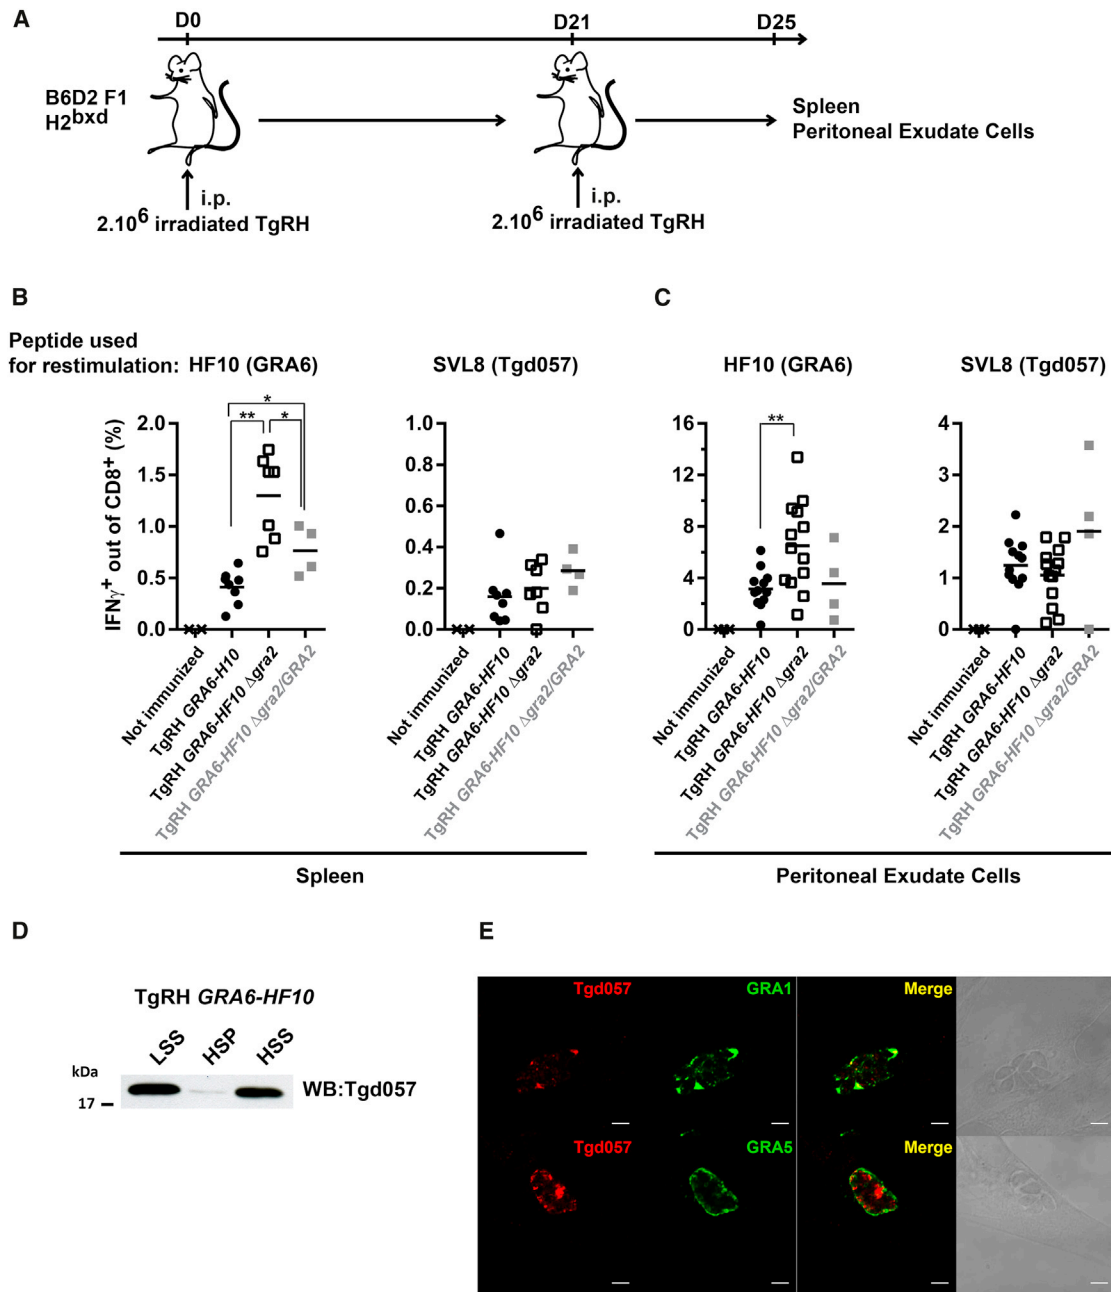 A
D0
D21
D25
B6D2 F1
H2bxd
Spleen
Peritoneal Exudate Cells
i.p.
2.10^6 irradiated TgRH
i.p.
2.10^6 irradiated TgRH
B
C
Peptide used
for restimulation:
HF10 (GRA6)
SVL8 (Tgd057)
HF10 (GRA6)
SVL8 (Tgd057)
IFNγ+ out of CD8+ (%)
2.0
1.5
1.0
0.5
0.0
*
**
*
Not immunized
TgRH GRA6-H10
TgRH GRA6-HF10 Δgra2
TgRH GRA6-HF10 Δgra2/GRA2
1.0
0.8
0.6
0.4
0.2
0.0
Not immunized
TgRH GRA6-HF10
TgRH GRA6-HF10 Δgra2
TgRH GRA6-HF10 Δgra2/GRA2
16
12
8
4
0
**
Not immunized
TgRH GRA6-HF10
TgRH GRA6-HF10 Δgra2
TgRH GRA6-HF10 Δgra2/GRA2
4
3
2
1
0
Not immunized
TgRH GRA6-HF10
TgRH GRA6-HF10 Δgra2
TgRH GRA6-HF10 Δgra2/GRA2
Spleen
Peritoneal Exudate Cells
D
TgRH GRA6-HF10
LSS
HSP
HSS
kDa
17
WB:Tgd057
E
Tgd057
GRA1
Merge
Tgd057
GRA5
Merge